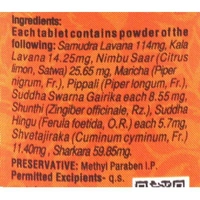 Ingredients:
Each tablet contains powder of the
following: Samudra Lavana 114mg, Kala
Lavana 14.25mg, Nimbu Saar (Citrus
limon, Satwa) 25.65 mg, Maricha (Piper
nigrum, Fr.), Pippali (Piper longum, Fr.),
Suddha Swarna Gairika each 8.55 mg,
Shunthi (Zingiber officinale, Rz.), Suddha
Hingu (Ferula foetida, O.R.) each 5.7mg,
Shvetajiraka (Cuminum cyminum, Fr.)
11.40mg, Sharkara 59.85mg.
PRESERVATIVE: Methyl Paraben I.P.
Permitted Excipients- q.s.